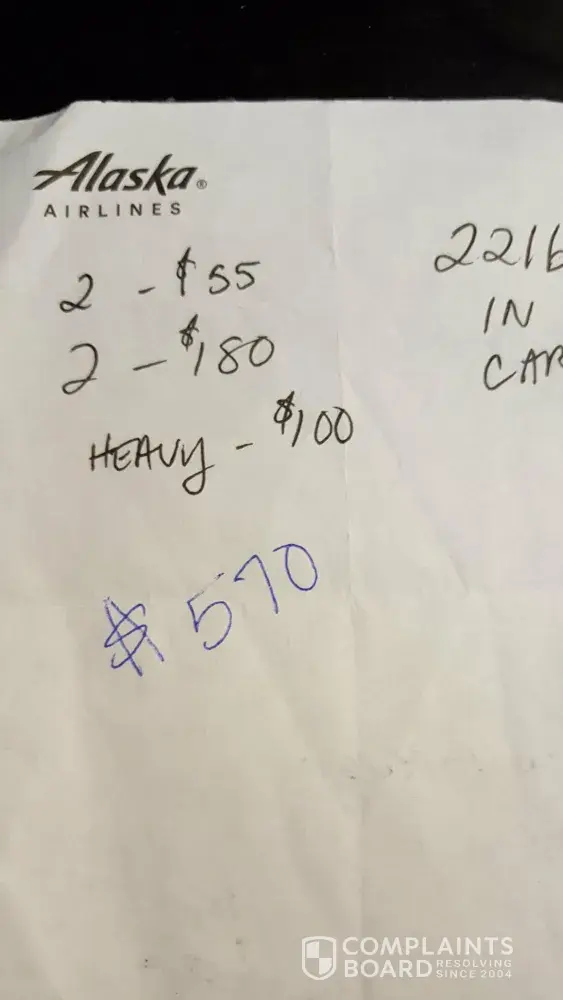 Alaska®
AIRLINES
2 - $55
2 - $180
HEAVY - $100
$570
IN
COMPLAINTS
BOARD RESOLVING
SINCE 2004